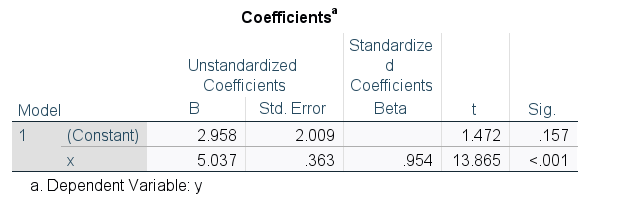 Coefficientsᵃ
Unstandardized Coefficients Standardized Coefficients
Model B Std. Error Beta t Sig.
1 (Constant) 2.958 2.009 1.472 .157
x 5.037 .363 .954 13.865 <.001
a. Dependent Variable: y